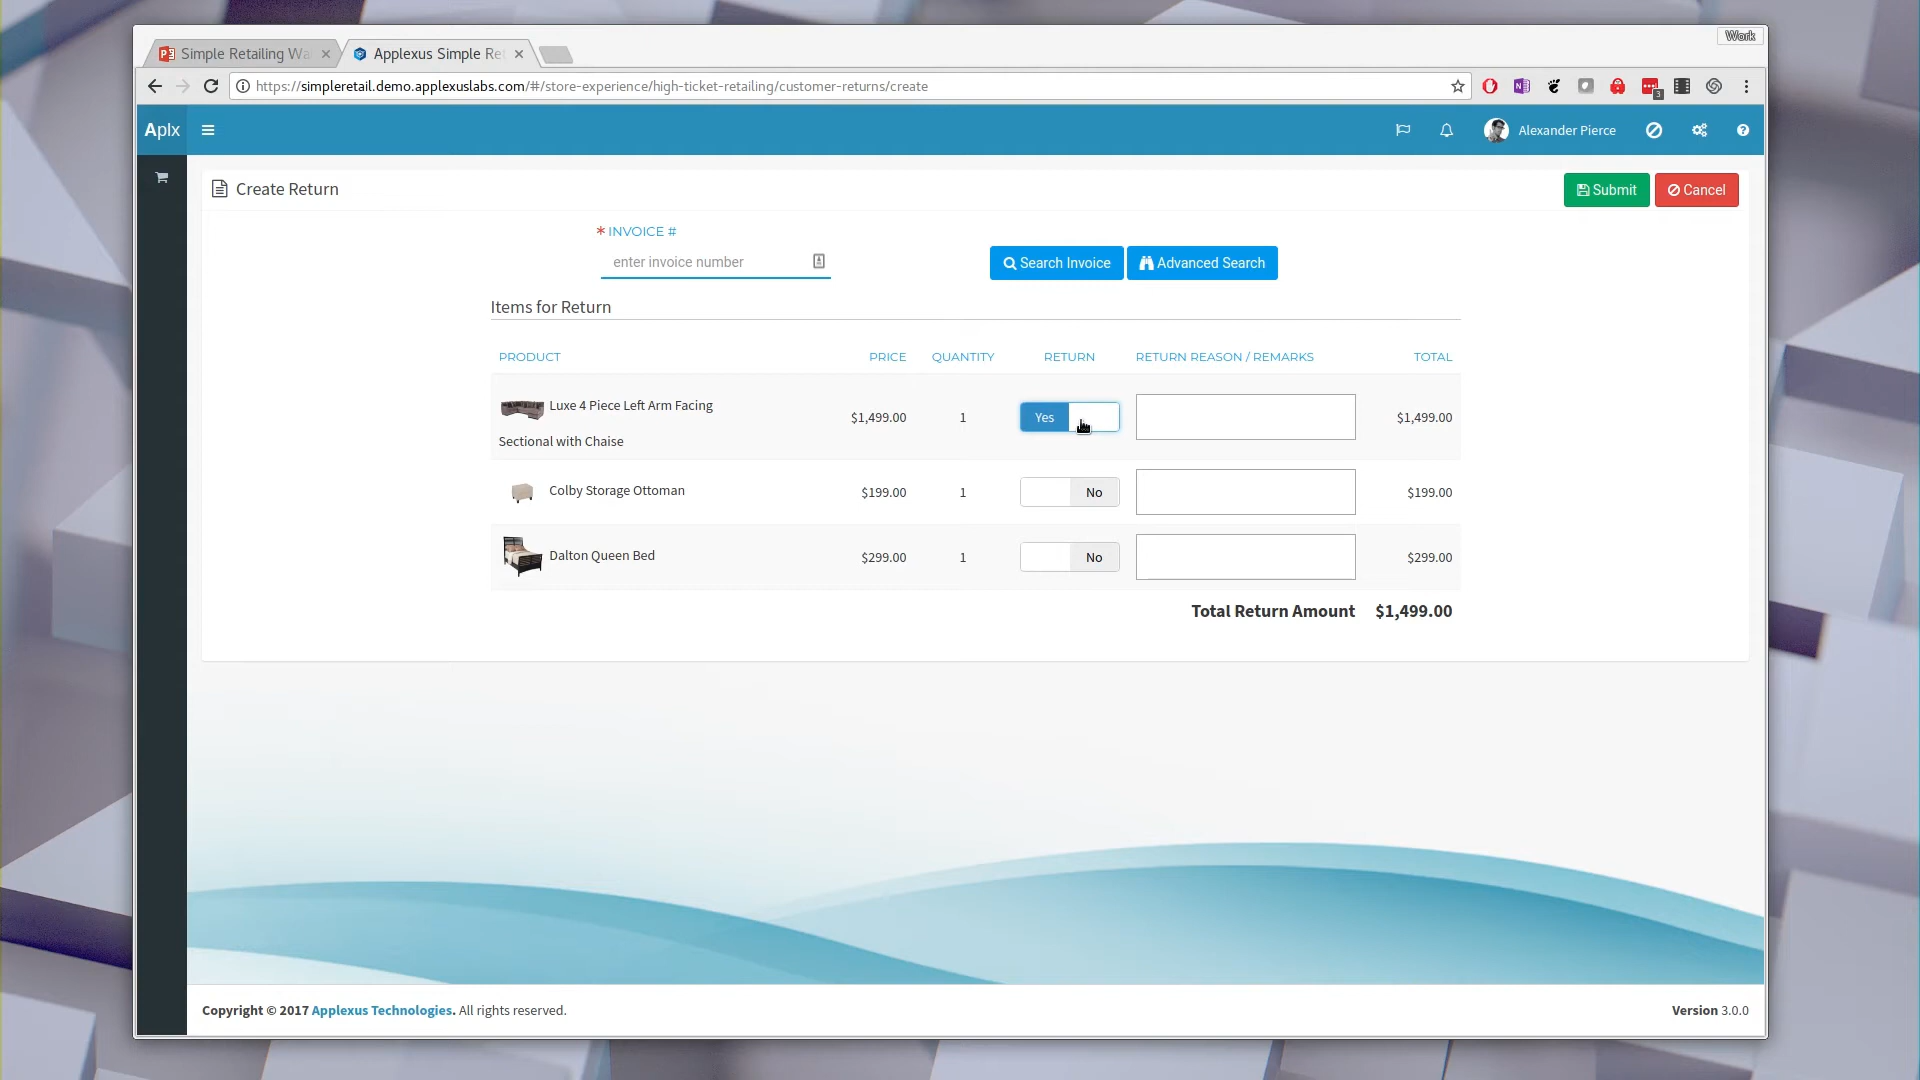 Work
Simple Retailing Wa
Applexus Simple Re
https://simpleretail.demo.applexuslabs.com/#/store-experience/high-ticket-retailing/customer-returns/create
3
Aplx
Alexander Pierce
Create Return
Submit
Cancel
* INVOICE #
enter invoice number
Search Invoice
Advanced Search
Items for Return
PRODUCT PRICE QUANTITY RETURN RETURN REASON / REMARKS TOTAL
Luxe 4 Piece Left Arm Facing
Sectional with Chaise
$1,499.00 1 Yes $1,499.00
Colby Storage Ottoman $199.00 1 No $199.00
Dalton Queen Bed $299.00 1 No $299.00
Total Return Amount $1,499.00
Copyright © 2017 Applexus Technologies. All rights reserved.
Version 3.0.0